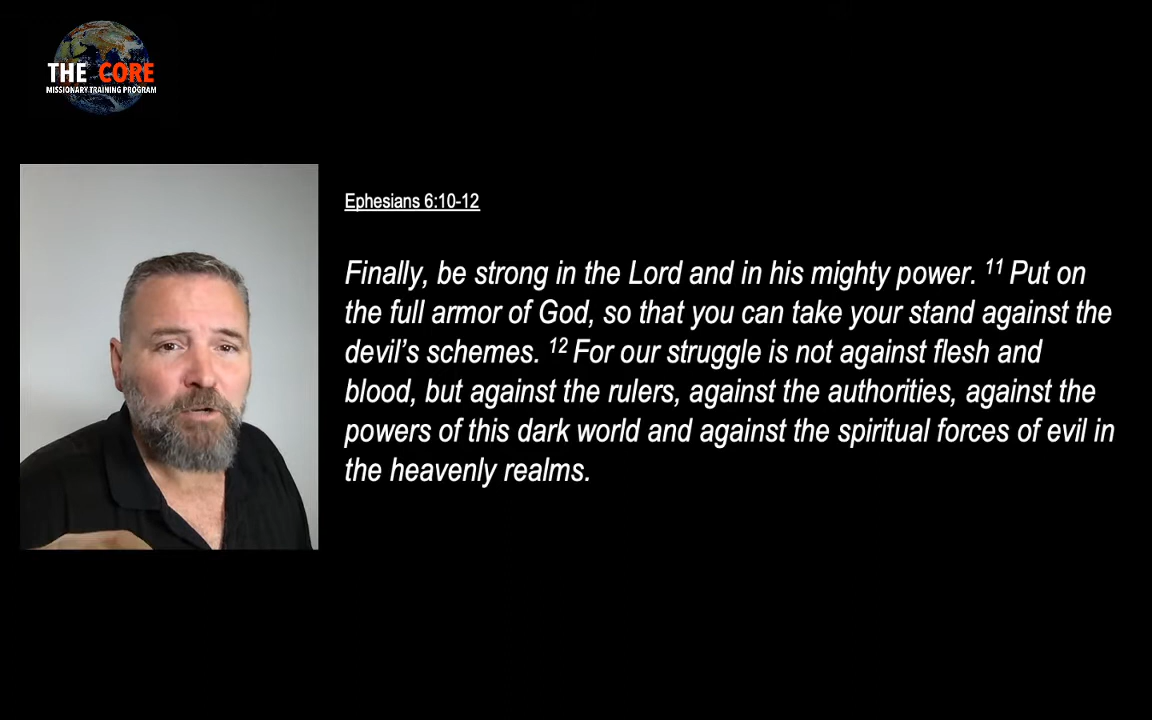 THE CORE
MISSIONARY TRAINING PROGRAM
Ephesians 6:10-12
Finally, be strong in the Lord and in his mighty power. ¹¹ Put on
the full armor of God, so that you can take your stand against the
devil’s schemes. ¹² For our struggle is not against flesh and
blood, but against the rulers, against the authorities, against the
powers of this dark world and against the spiritual forces of evil in
the heavenly realms.